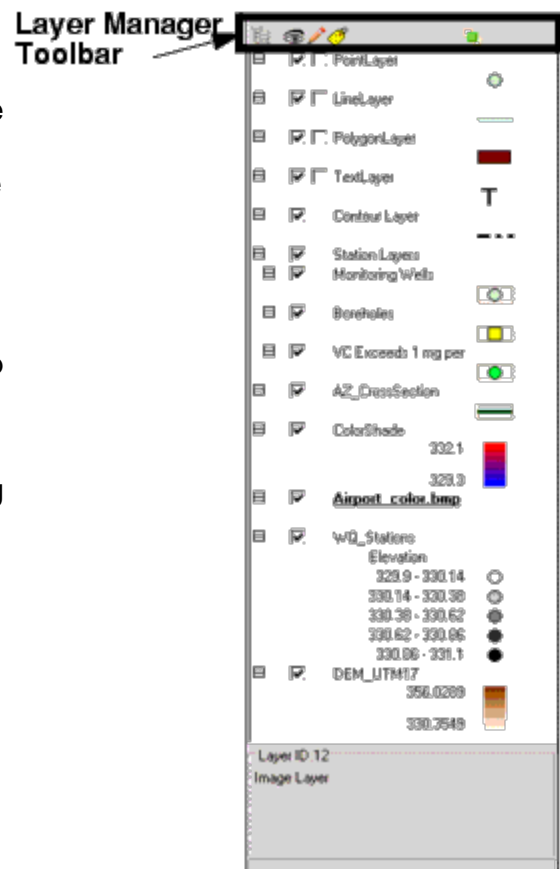 Layer Manager
Toolbar
PointLayer
LineLayer
PolygonLayer
TextLayer
T
Contour Layer
Station Layers
Monitoring Wells
Boreholes
VC Exceeds 1 mg per
AZ_CrossSection
ColorShade
332.1
329.3
Airport_color.bmp
WQ_Stations
Elevation
329.9 - 330.14
330.14 - 330.38
330.38 - 330.62
330.62 - 330.86
330.86 - 331.1
DEM_UTM17
356.0289
330.3549
Layer ID:12
Image Layer